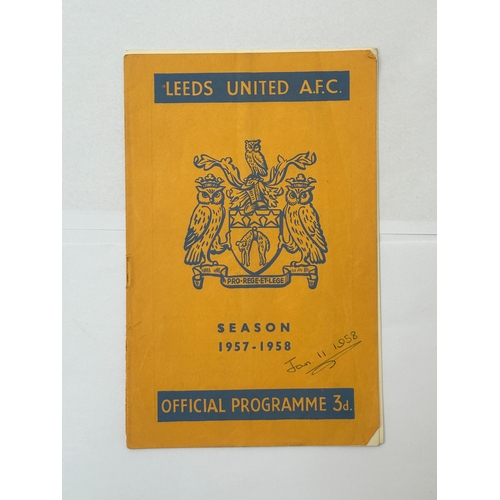 LEEDS UNITED A.F.C.
PRO·REGE·ET·LEGE
SEASON
1957-1958
Jan 11 1958
OFFICIAL PROGRAMME 3d.